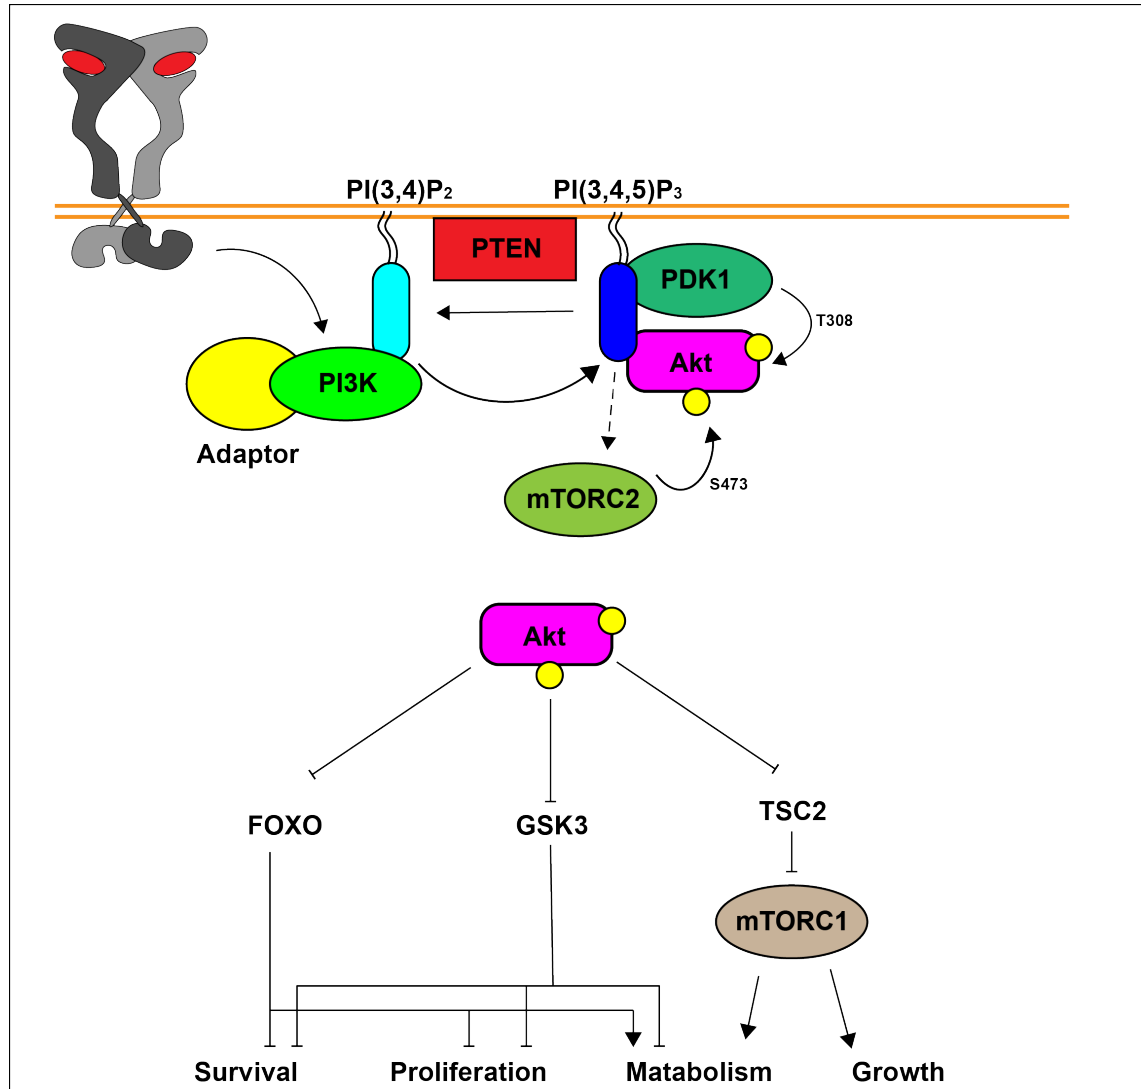 PI(3,4)P2
PI(3,4,5)P3
PTEN
PDK1
T308
Akt
PI3K
Adaptor
S473
mTORC2
Akt
FOXO
GSK3
TSC2
mTORC1
Survival
Proliferation
Matabolism
Growth